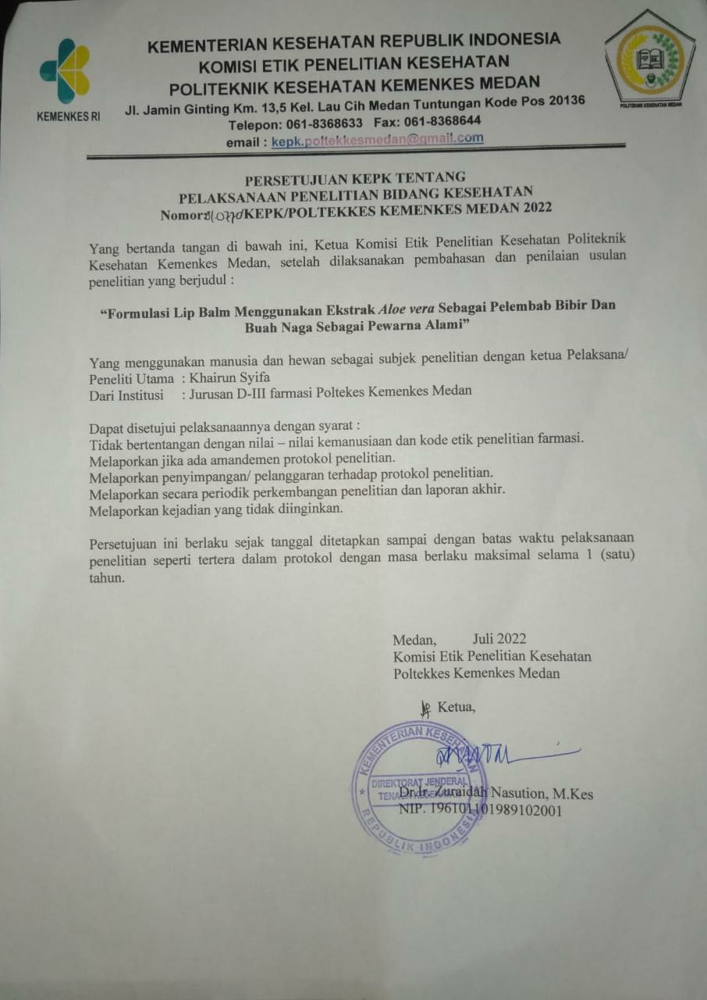 KEMENTERIAN KESEHATAN REPUBLIK INDONESIA
KOMISI ETIK PENELITIAN KESEHATAN
POLITEKNIK KESEHATAN KEMENKES MEDAN
Jl. Jamin Ginting Km. 13,5 Kel. Lau Cih Medan Tuntungan Kode Pos 20136
Telepon: 061-8368633 Fax: 061-8368644
email : kepk.poltekkesmedan@gmail.com
KEMENKES RI
POLITEKNIK KESEHATAN MEDAN
PERSETUJUAN KEPK TENTANG
PELAKSANAAN PENELITIAN BIDANG KESEHATAN
Nomor: KEPK/POLTEKKES KEMENKES MEDAN 2022
Yang bertanda tangan di bawah ini, Ketua Komisi Etik Penelitian Kesehatan Politeknik
Kesehatan Kemenkes Medan, setelah dilaksanakan pembahasan dan penilaian usulan
penelitian yang berjudul :
“Formulasi Lip Balm Menggunakan Ekstrak Aloe vera Sebagai Pelembab Bibir Dan
Buah Naga Sebagai Pewarna Alami”
Yang menggunakan manusia dan hewan sebagai subjek penelitian dengan ketua Pelaksana/
Peneliti Utama : Khairun Syifa
Dari Institusi : Jurusan D-III farmasi Poltekes Kemenkes Medan
Dapat disetujui pelaksanaannya dengan syarat :
Tidak bertentangan dengan nilai – nilai kemanusiaan dan kode etik penelitian farmasi.
Melaporkan jika ada amandemen protokol penelitian.
Melaporkan penyimpangan/ pelanggaran terhadap protokol penelitian.
Melaporkan secara periodik perkembangan penelitian dan laporan akhir.
Melaporkan kejadian yang tidak diinginkan.
Persetujuan ini berlaku sejak tanggal ditetapkan sampai dengan batas waktu pelaksanaan
penelitian seperti tertera dalam protokol dengan masa berlaku maksimal selama 1 (satu)
tahun.
Medan, Juli 2022
Komisi Etik Penelitian Kesehatan
Poltekkes Kemenkes Medan
Ketua,
KEMENTERIAN KESEHATAN
DIREKTORAT JENDERAL
TENAGA KESEHATAN
REPUBLIK INDONESIA
Dr.Ir. Zuraidah Nasution, M.Kes
NIP. 196101101989102001